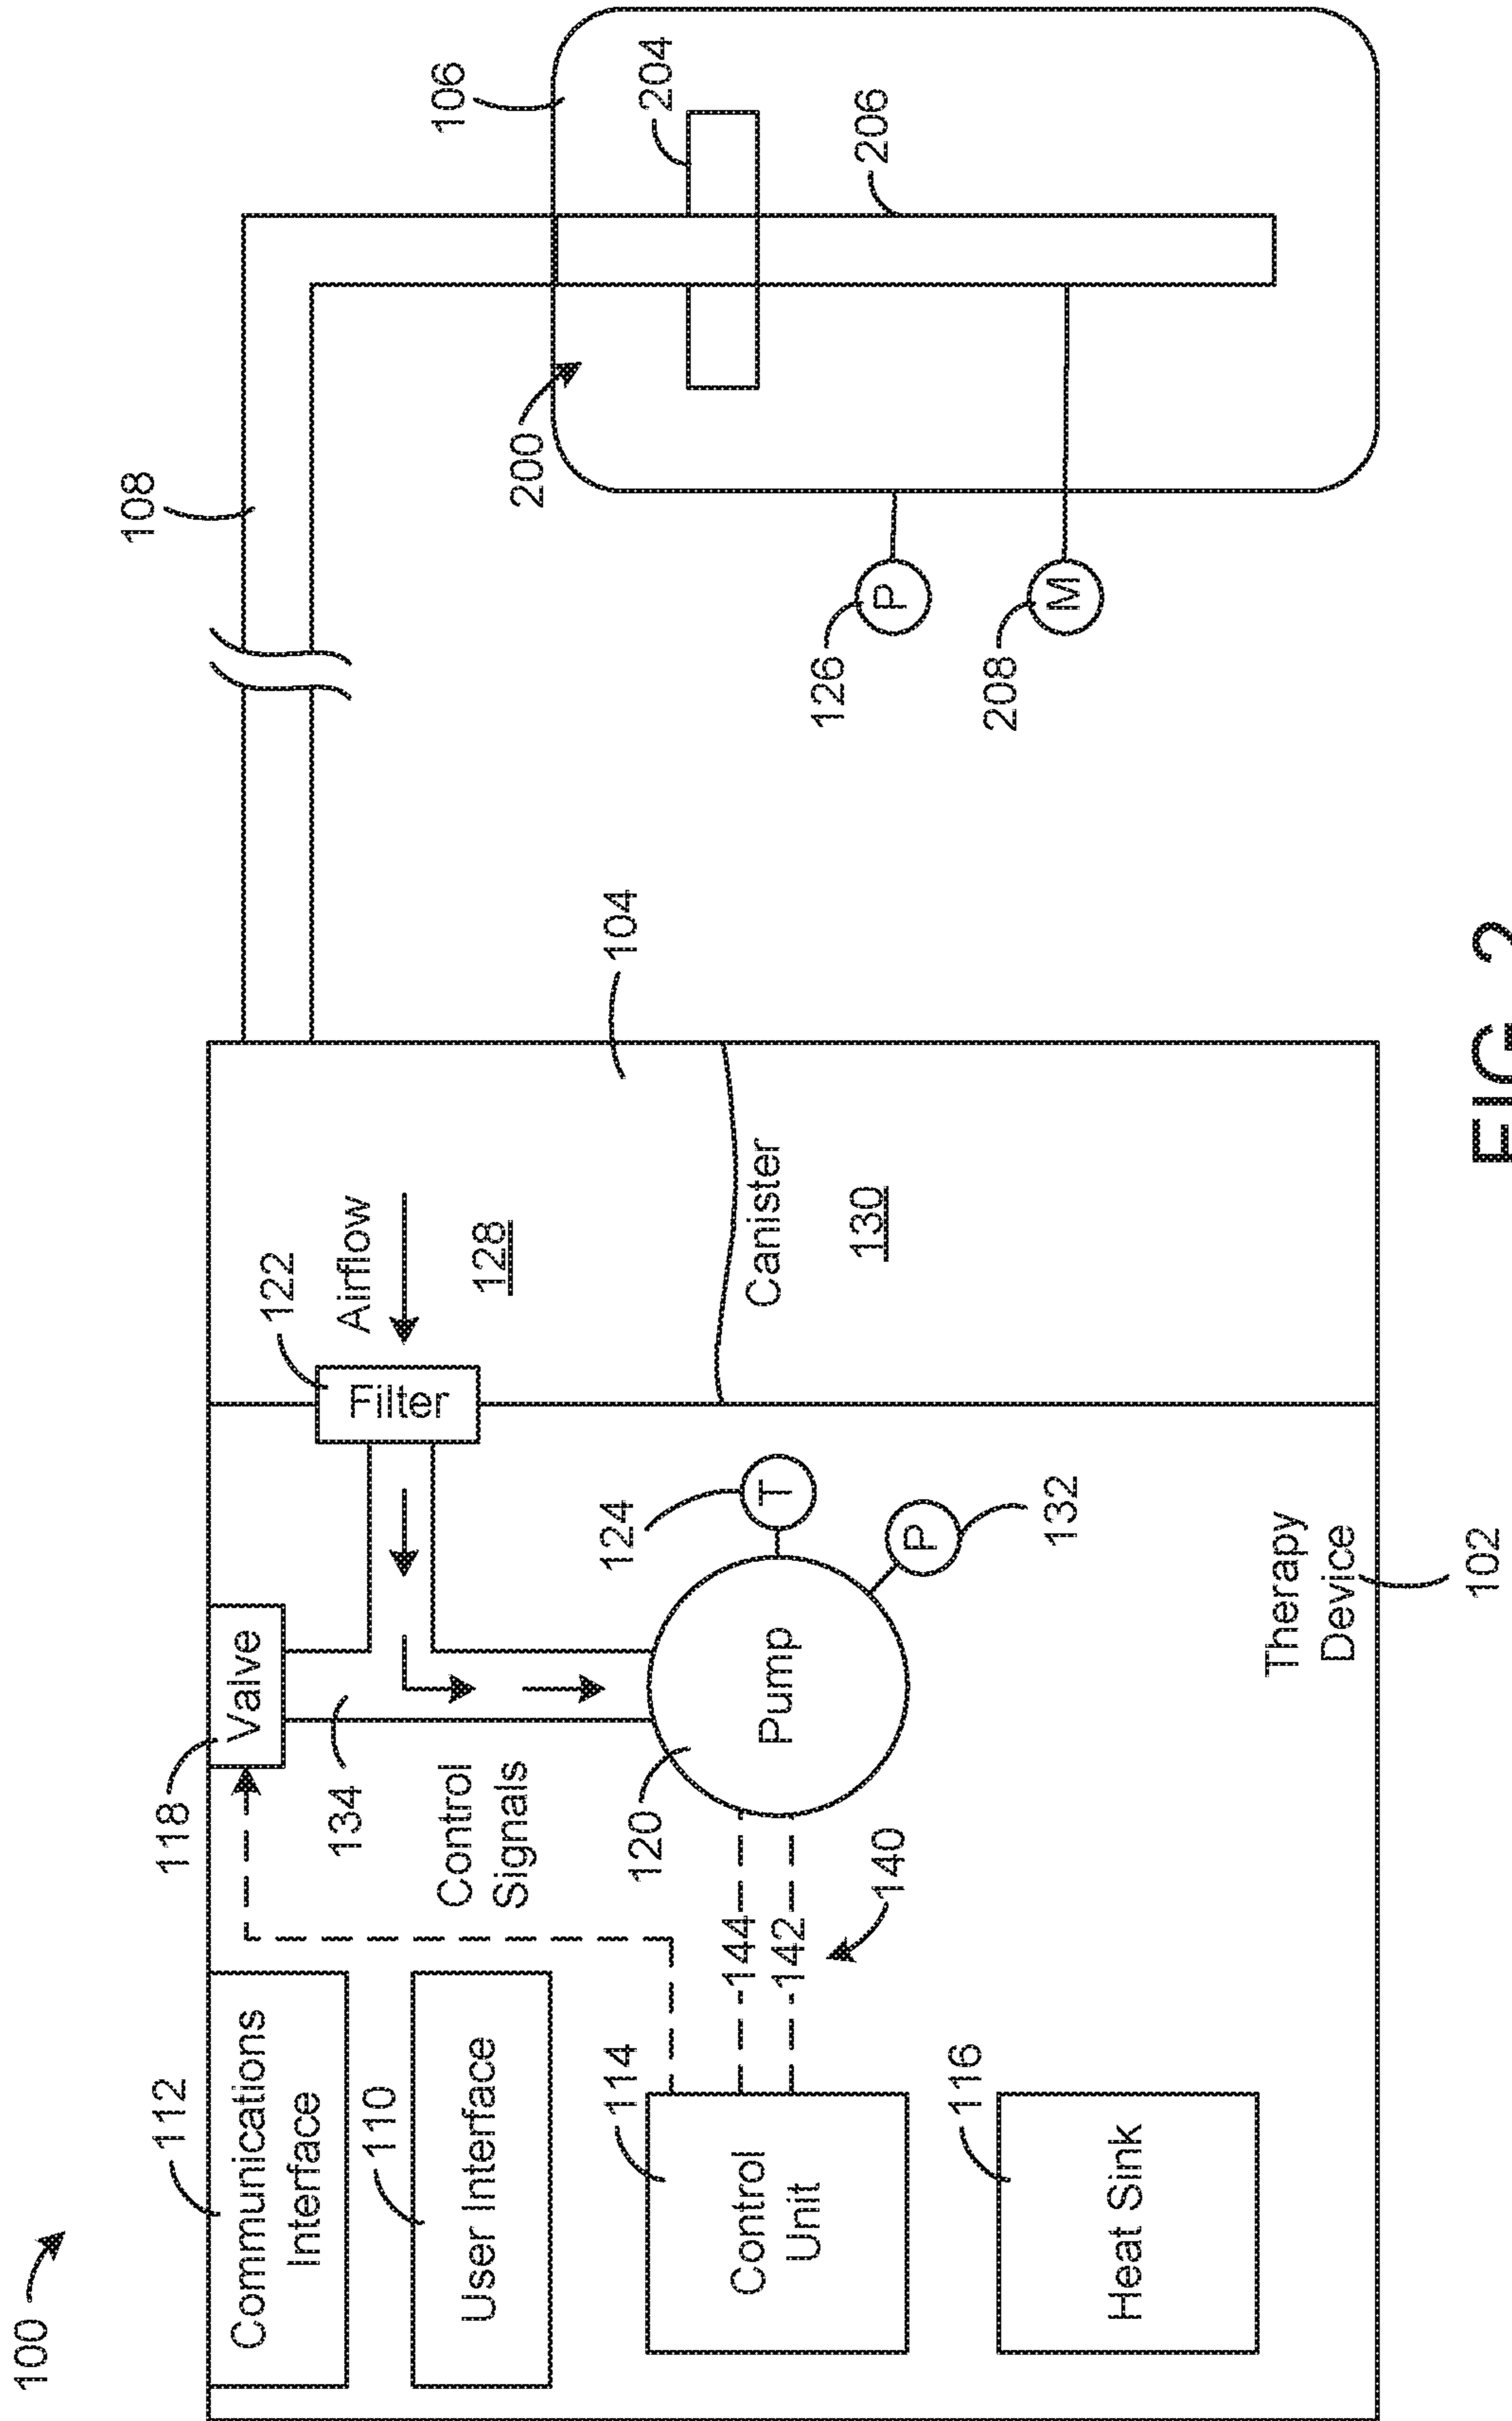 100
112
Communications
Interface
110
User Interface
114
Control
Unit
116
Heat Sink
118
Valve
134
Control
Signals
144
142
140
120
Pump
124
T
P
132
Therapy
Device
102
122
Filter
Airflow
128
Canister
130
104
108
106
200
204
206
126
P
208
M
FIG. 2